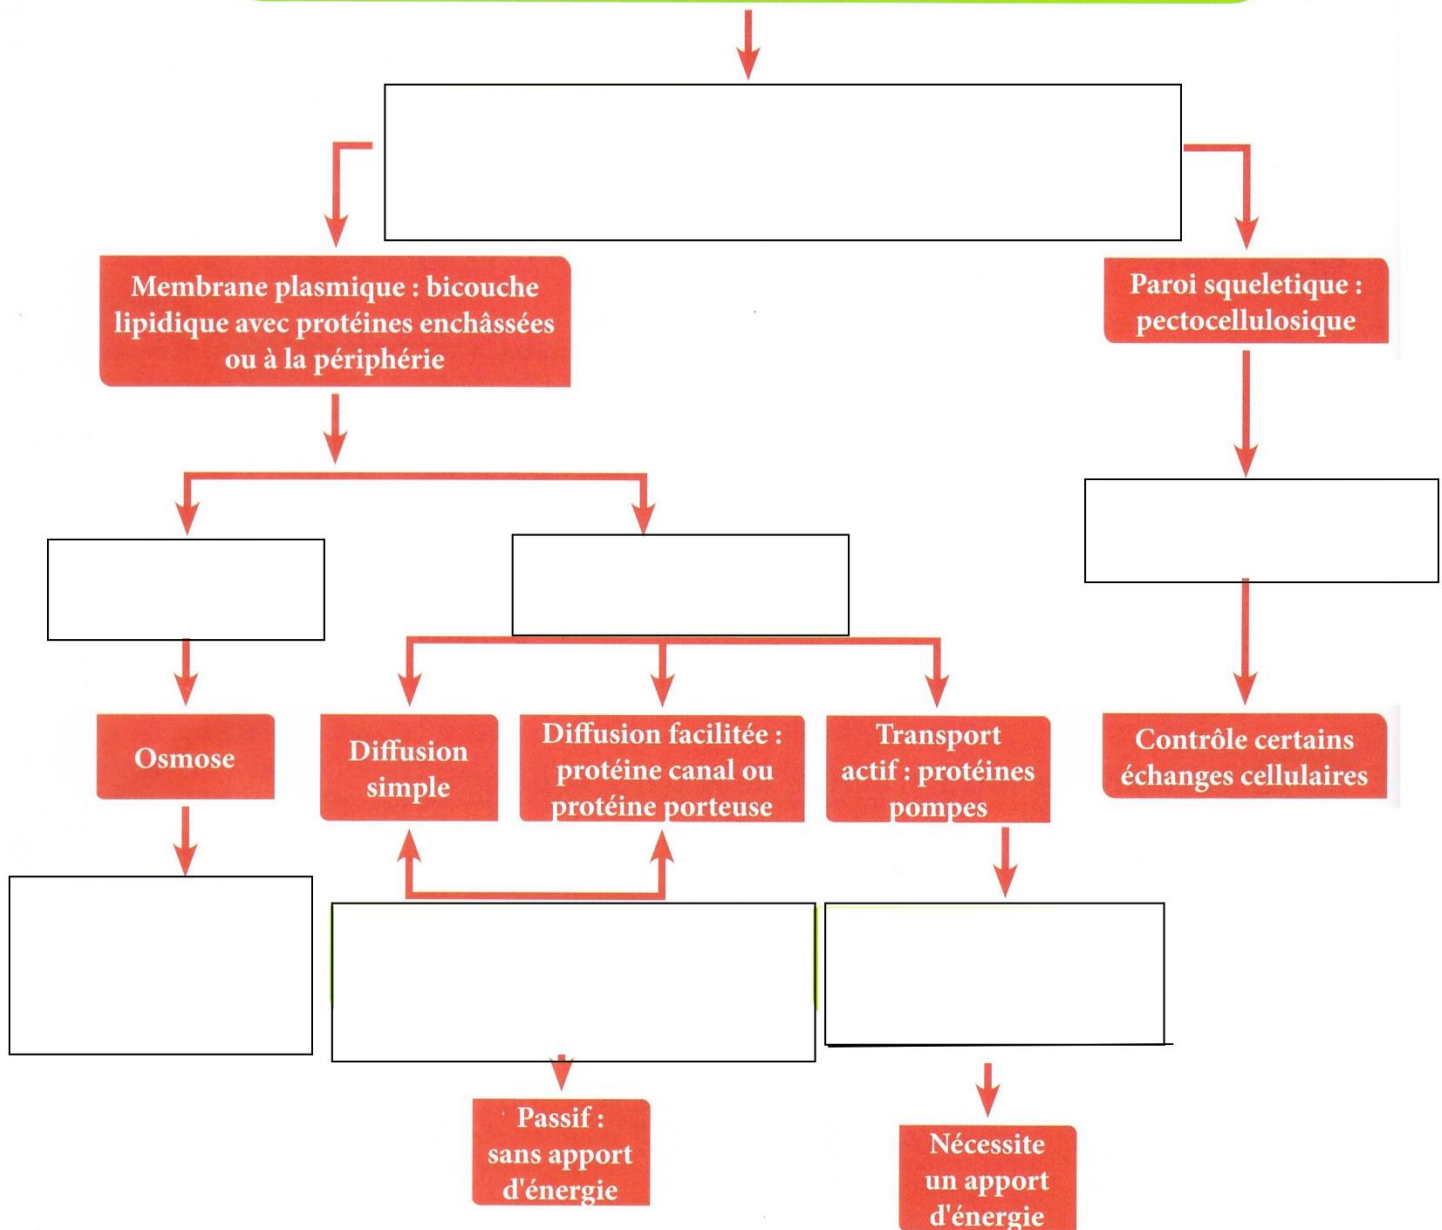 Membrane plasmique : bicouche
lipidique avec protéines enchâssées
ou à la périphérie
Paroi squeletique :
pectocellulosique
Osmose
Diffusion
simple
Diffusion facilitée :
protéine canal ou
protéine porteuse
Transport
actif : protéines
pompes
Contrôle certains
échanges cellulaires
Passif :
sans apport
d'énergie
Nécessite
un apport
d'énergie